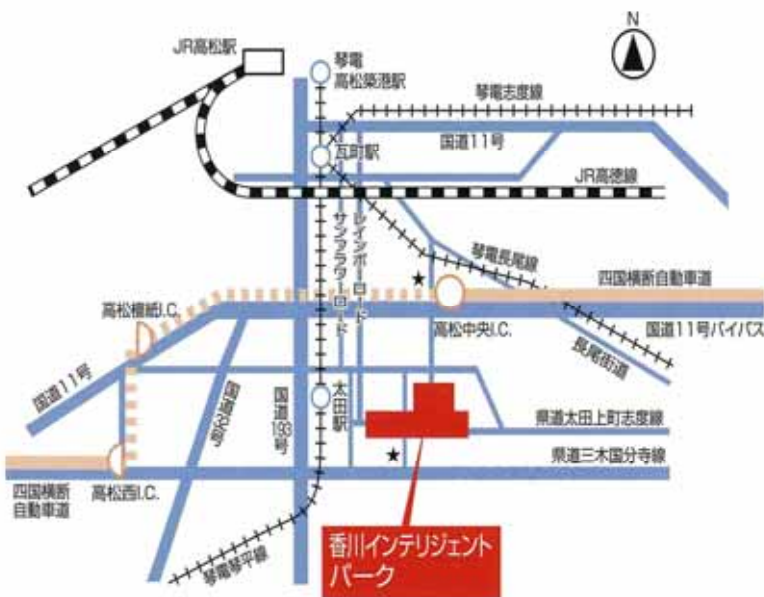 N
JR高松駅
琴電
高松築港駅
琴電志度線
国道11号
瓦町駅
JR高徳線
レインボーロード
サンフラワーロード
琴電長尾線
★
四国横断自動車道
高松檀紙I.C.
高松中央I.C.
国道11号バイパス
長尾街道
国道11号
国道193号
太田駅
県道太田上町志度線
★
県道三木国分寺線
四国横断
自動車道
高松西I.C.
琴電琴平線
香川インテリジェント
パーク